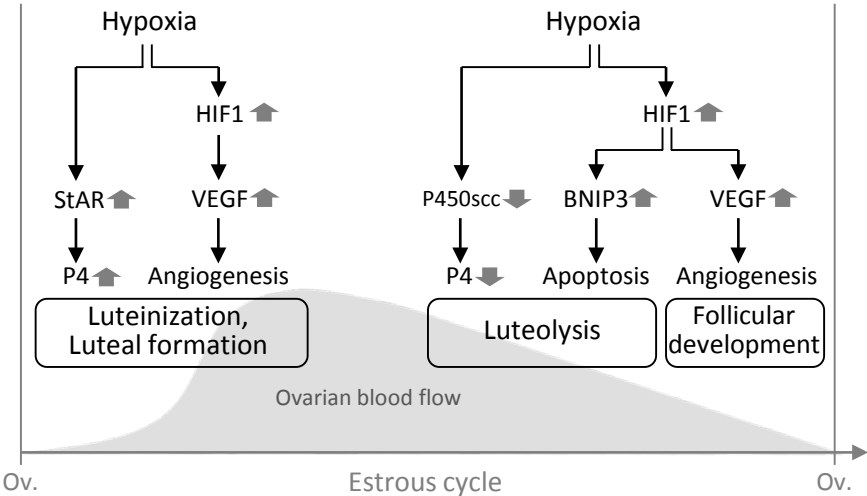 Hypoxia
Hypoxia
HIF1
HIF1
StAR
VEGF
P450scc
BNIP3
VEGF
P4
Angiogenesis
P4
Apoptosis
Angiogenesis
Luteinization,
Luteal formation
Luteolysis
Follicular
development
Ovarian blood flow
Ov.
Estrous cycle
Ov.